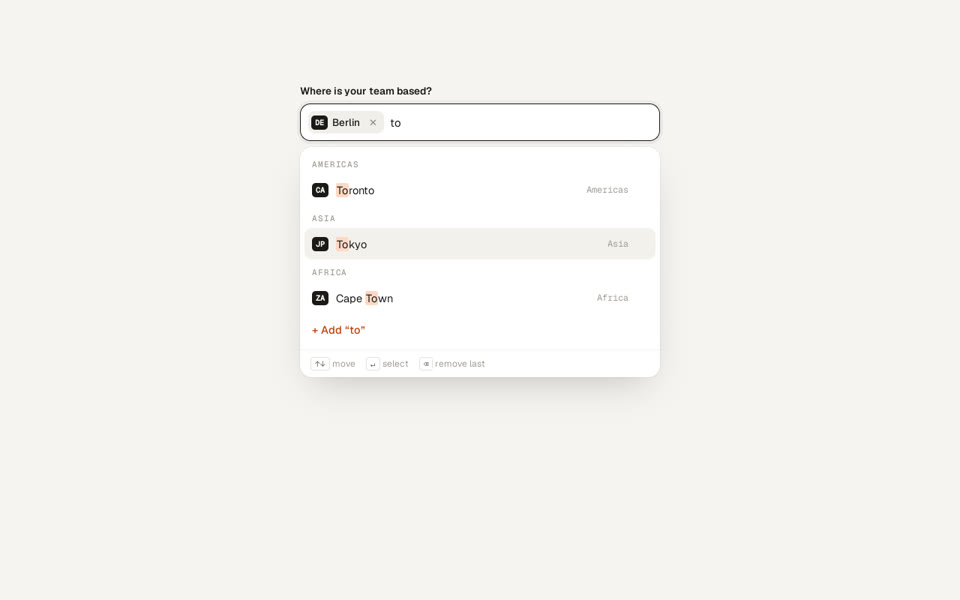 Where is your team based?
DE Berlin × to
AMERICAS
CA Toronto Americas
ASIA
JP Tokyo Asia
AFRICA
ZA Cape Town Africa
+ Add “to”
↑↓ move ↵ select ⌫ remove last